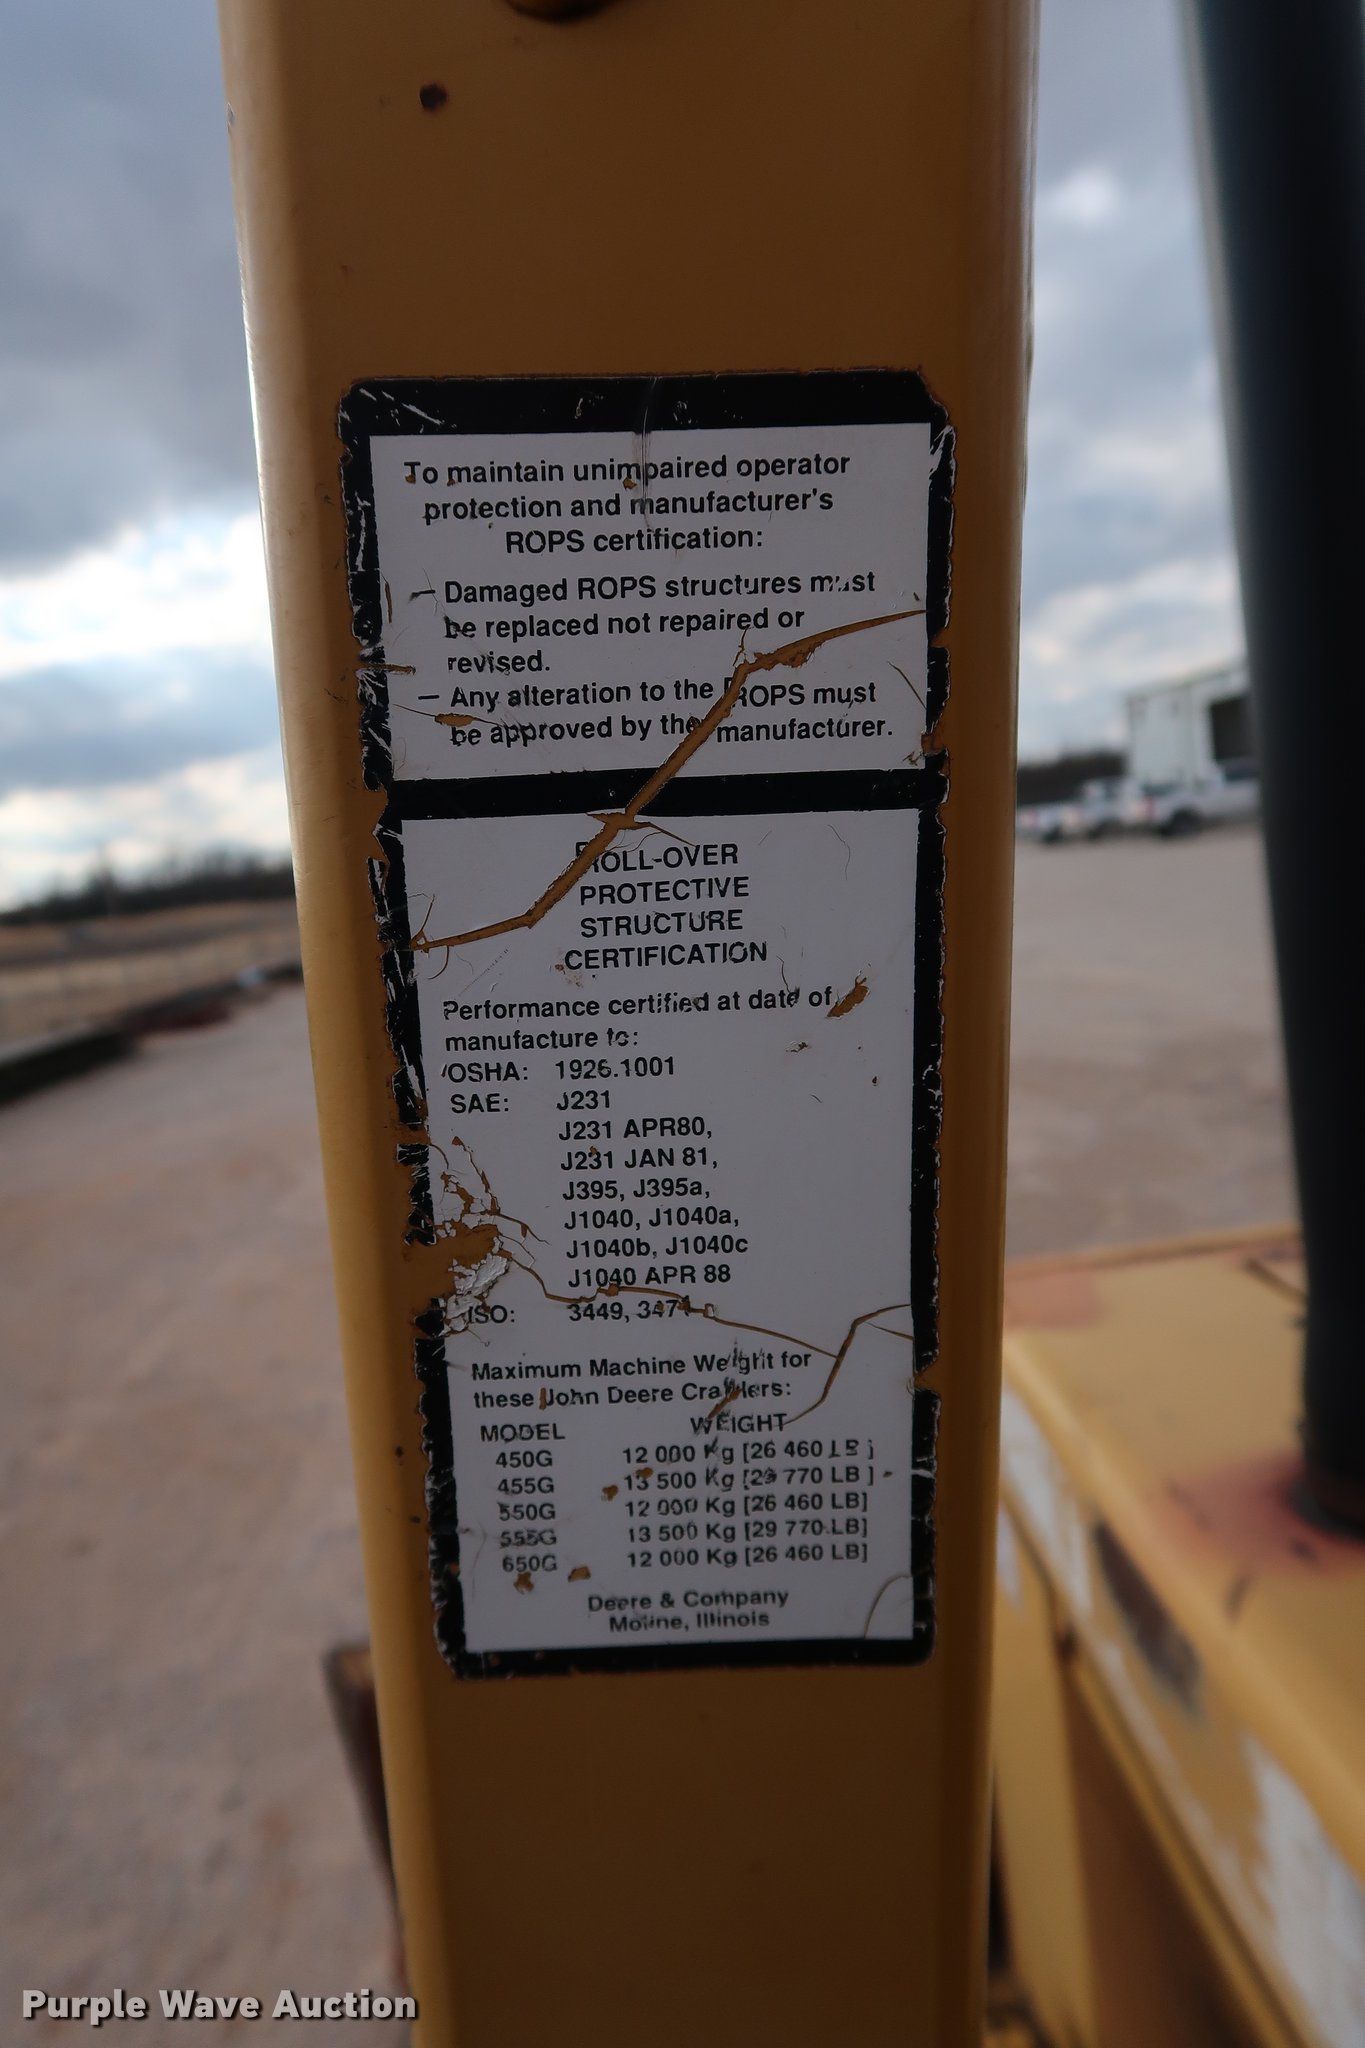 To maintain unimpaired operator
protection and manufacturer's
ROPS certification:
— Damaged ROPS structures must
be replaced not repaired or
revised.
— Any alteration to the ROPS must
be approved by the manufacturer.
ROLL-OVER
PROTECTIVE
STRUCTURE
CERTIFICATION
Performance certified at date of
manufacture to:
OSHA: 1926.1001
SAE: J231
J231 APR80,
J231 JAN 81,
J395, J395a,
J1040, J1040a,
J1040b, J1040c
J1040 APR 88
ISO: 3449, 3471
Maximum Machine Weight for
these John Deere Crawlers:
MODEL WEIGHT
450G 12 000 Kg [26 460 LB]
455G 13 500 Kg [29 770 LB]
550G 12 000 Kg [26 460 LB]
555G 13 500 Kg [29 770 LB]
650G 12 000 Kg [26 460 LB]
Deere & Company
Moline, Illinois
Purple Wave Auction